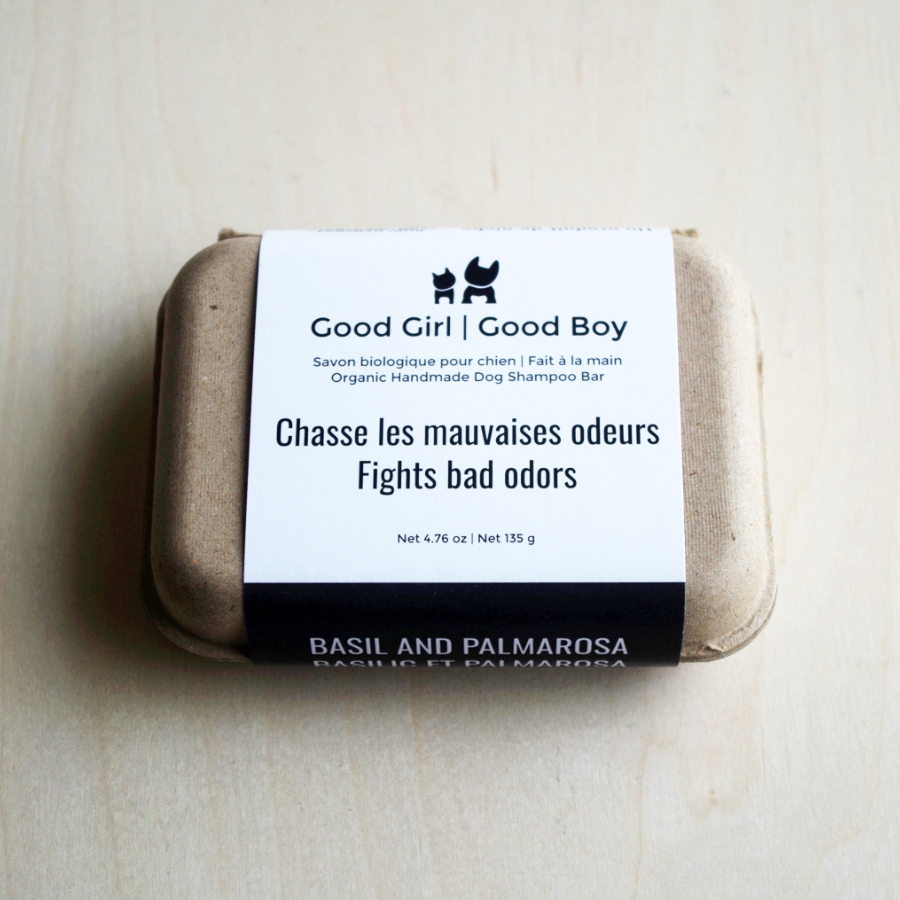 Good Girl | Good Boy
Savon biologique pour chien | Fait à la main
Organic Handmade Dog Shampoo Bar
Chasse les mauvaises odeurs
Fights bad odors
Net 4.76 oz | Net 135 g
BASIL AND PALMAROSA
BASILIC ET PALMAROSA